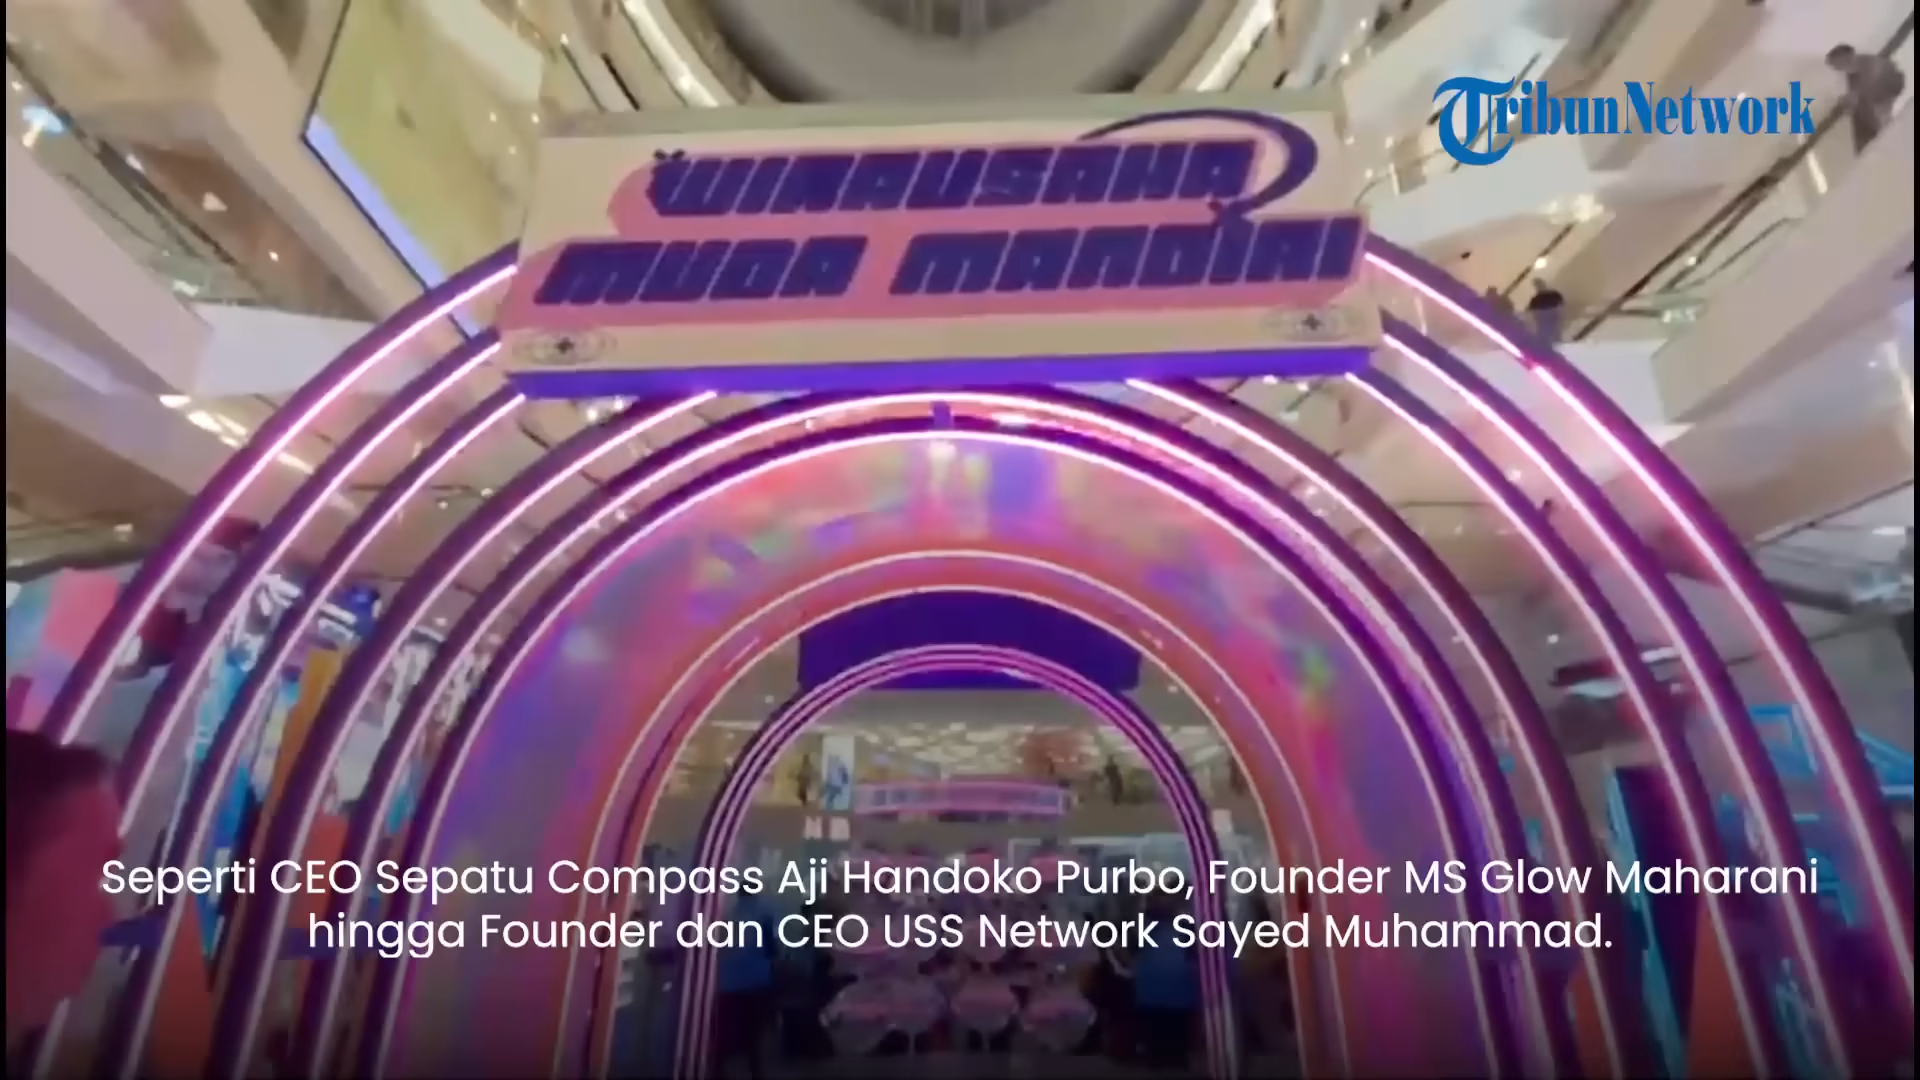 TribunNetwork
WIRAUSAHA
MUDA MANDIRI
Seperti CEO Sepatu Compass Aji Handoko Purbo, Founder MS Glow Maharani
hingga Founder dan CEO USS Network Sayed Muhammad.